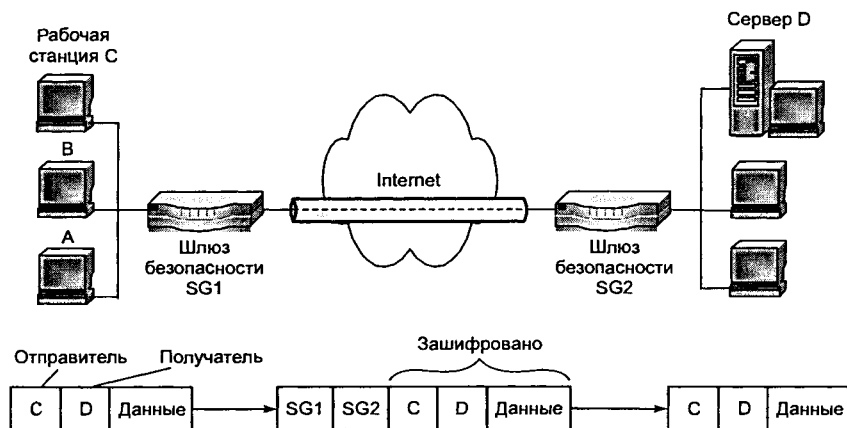 Рабочая
станция C
Сервер D
B
A
Internet
Шлюз
безопасности
SG1
Шлюз
безопасности
SG2
Отправитель
Получатель
Зашифровано
C D Данные
SG1 SG2 C D Данные
C D Данные